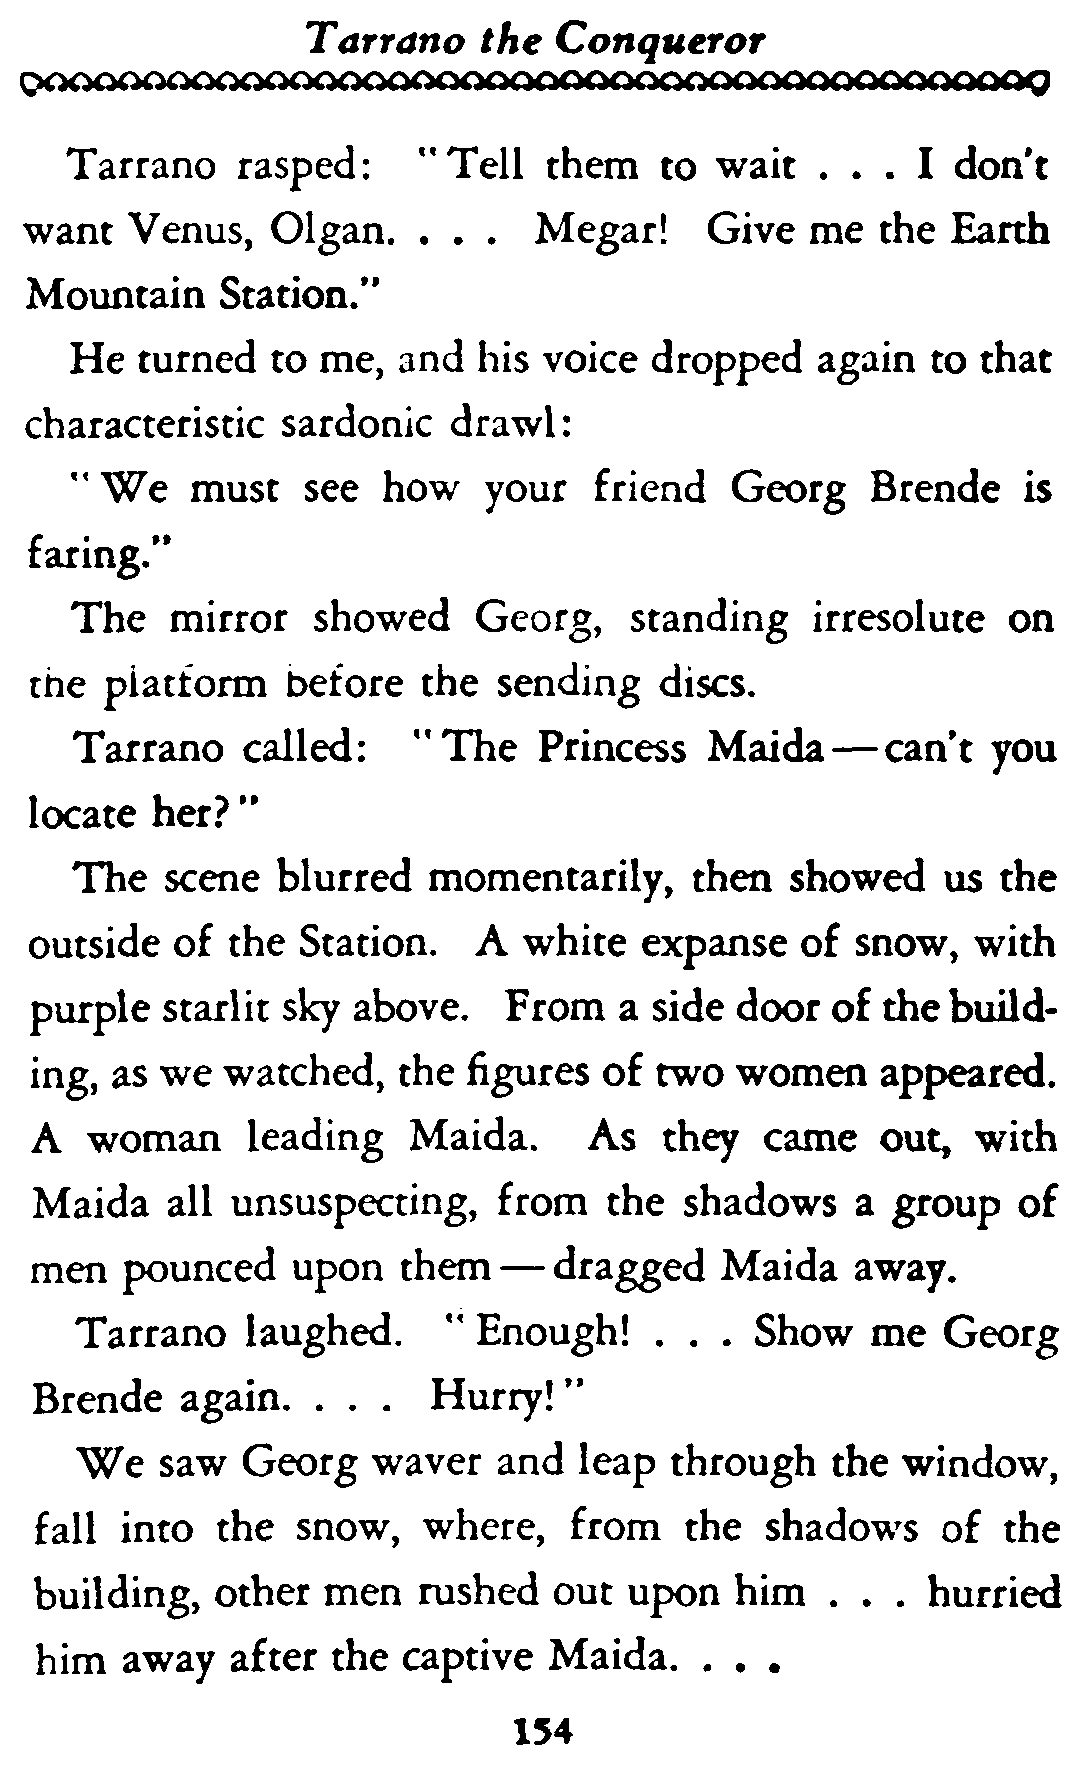 Tarrano the Conqueror
Tarrano rasped: "Tell them to wait . . . I don't
want Venus, Olgan. . . . Megar! Give me the Earth
Mountain Station."
He turned to me, and his voice dropped again to that
characteristic sardonic drawl:
"We must see how your friend Georg Brende is
faring."
The mirror showed Georg, standing irresolute on
the platform before the sending discs.
Tarrano called: "The Princess Maida—can't you
locate her?"
The scene blurred momentarily, then showed us the
outside of the Station. A white expanse of snow, with
purple starlit sky above. From a side door of the build-
ing, as we watched, the figures of two women appeared.
A woman leading Maida. As they came out, with
Maida all unsuspecting, from the shadows a group of
men pounced upon them—dragged Maida away.
Tarrano laughed. "Enough! . . . Show me Georg
Brende again. . . . Hurry!"
We saw Georg waver and leap through the window,
fall into the snow, where, from the shadows of the
building, other men rushed out upon him . . . hurried
him away after the captive Maida. . . .
154